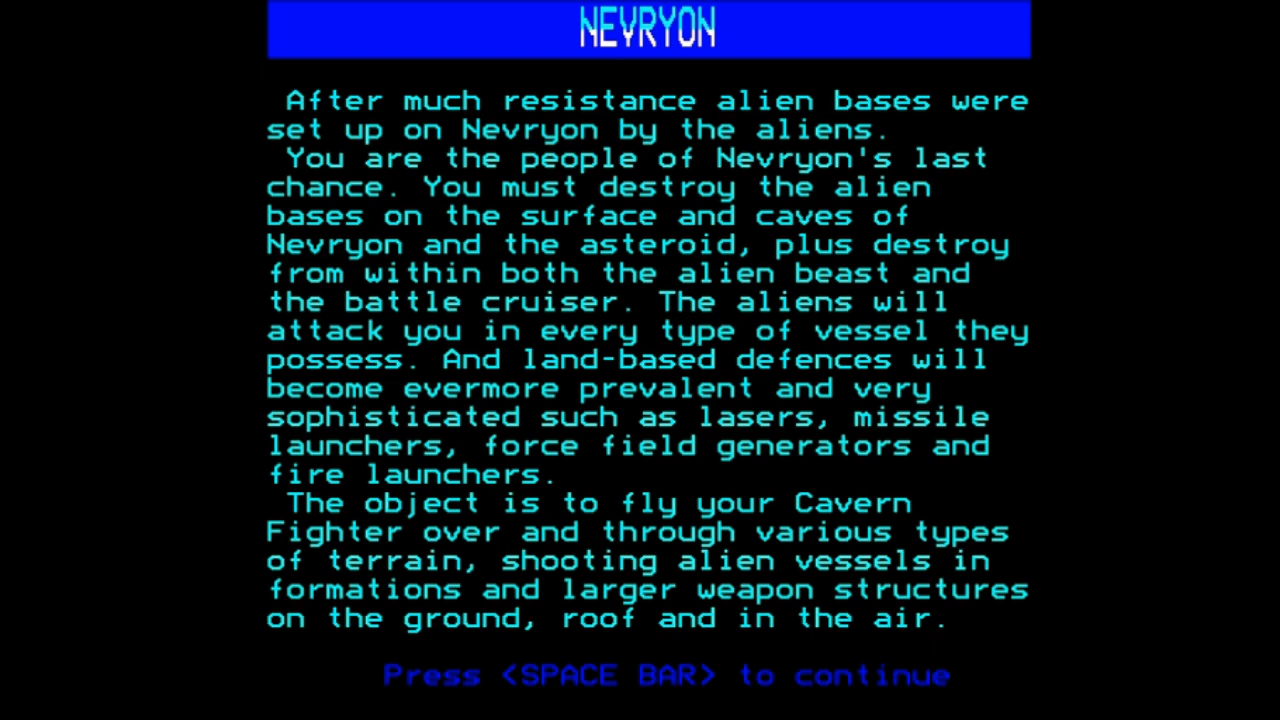 NEVRYON
After much resistance alien bases were
set up on Nevryon by the aliens.
You are the people of Nevryon's last
chance. You must destroy the alien
bases on the surface and caves of
Nevryon and the asteroid, plus destroy
from within both the alien beast and
the battle cruiser. The aliens will
attack you in every type of vessel they
possess. And land-based defences will
become evermore prevalent and very
sophisticated such as lasers, missile
launchers, force field generators and
fire launchers.
The object is to fly your Cavern
Fighter over and through various types
of terrain, shooting alien vessels in
formations and larger weapon structures
on the ground, roof and in the air.
Press <SPACE BAR> to continue